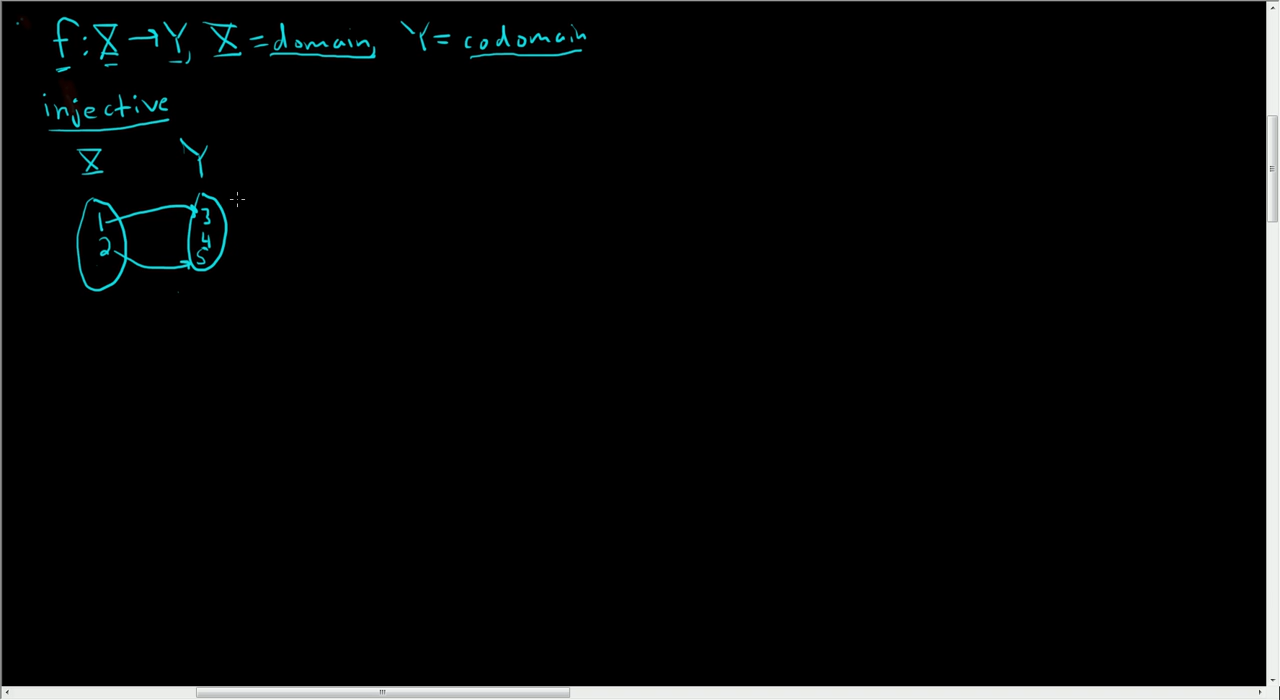 f: X → Y, X = domain, Y = codomain
injective
X Y
1 3
2 4
5